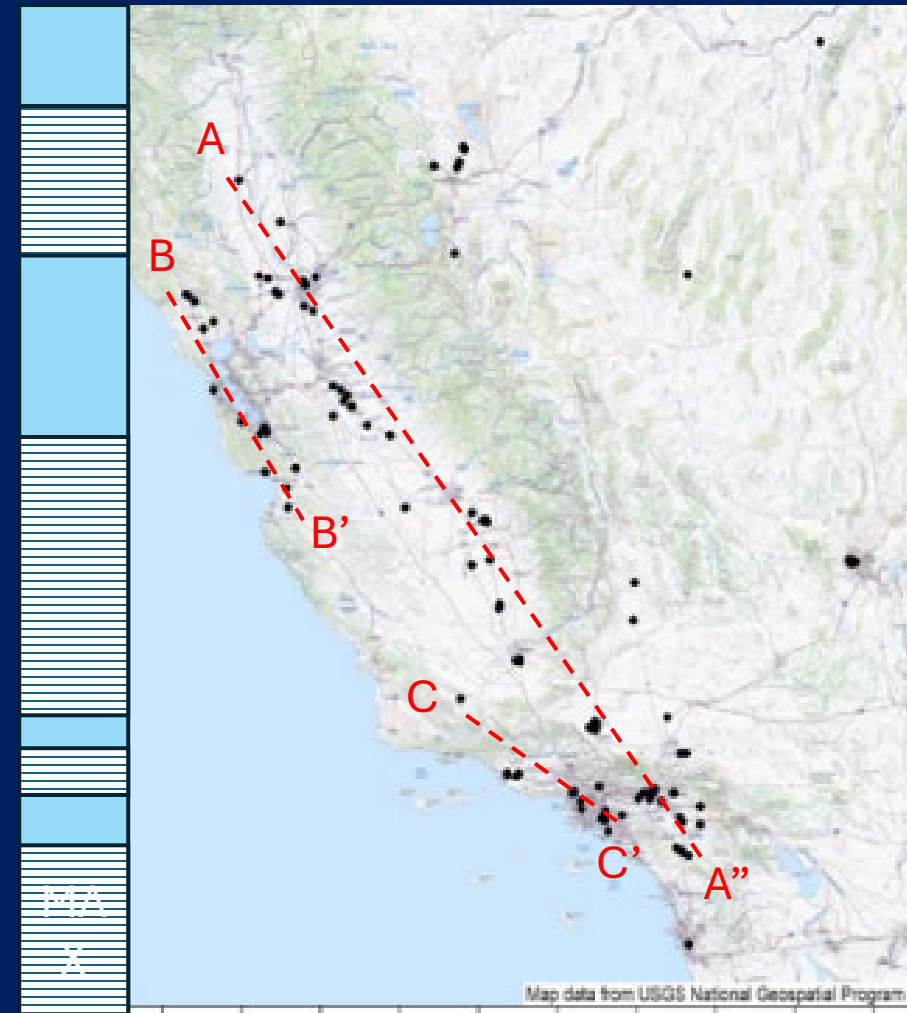 A
B
B’
C
C’
A”
MA
X
Map data from USGS National Geospatial Program